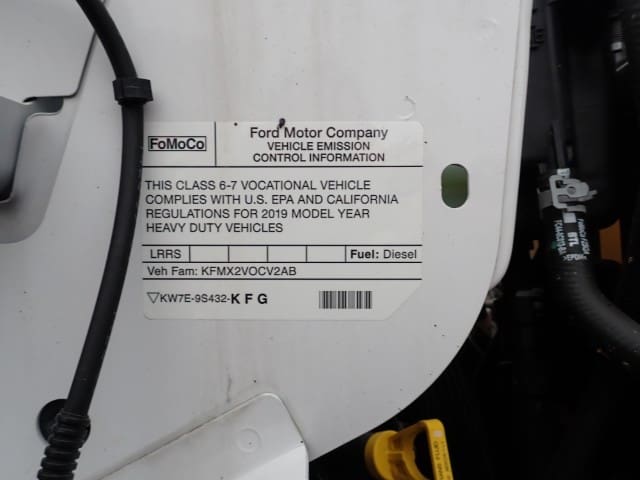 FoMoCo
Ford Motor Company
VEHICLE EMISSION
CONTROL INFORMATION
THIS CLASS 6-7 VOCATIONAL VEHICLE
COMPLIES WITH U.S. EPA AND CALIFORNIA
REGULATIONS FOR 2019 MODEL YEAR
HEAVY DUTY VEHICLES
LRRS Fuel: Diesel
Veh Fam: KFMX2VOCV2AB
▽KW7E-9S432-K F G
STL